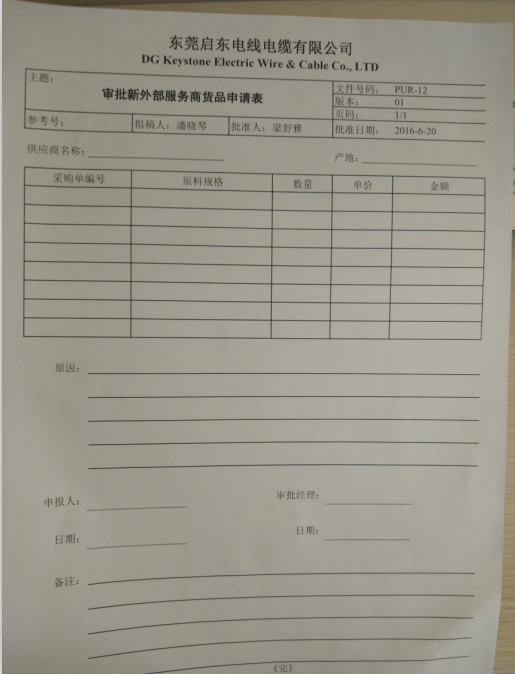 东莞启东电线电缆有限公司
DG Keystone Electric Wire & Cable Co., LTD
主题：
审批新外部服务商货品申请表
文件号码： PUR-12
版本： 01
页码： 1/1
参考号： 拟稿人：潘晓琴 批准人：梁舒雅 批准日期： 2016-6-20
供应商名称： 产地：
采购单编号 原料规格 数量 单价 金额
原因：
申报人： 审批经理：
日期： 日期：
备注：
（完）